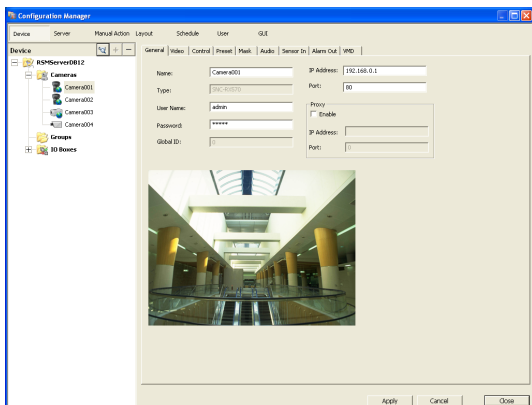 Configuration Manager
Device Server Manual Action Layout Schedule User GUI
Device
RSMServerDB12
Cameras
Camera001
Camera002
Camera003
Camera004
Groups
IO Boxes
General Video Control Preset Mask Audio Sensor In Alarm Out VMD
Name: Camera001
Type: SNC-RH570
User Name: admin
Password: *****
Global ID: 0
IP Address: 192.168.0.1
Port: 80
Proxy
Enable
IP Address:
Port: 0
Apply Cancel Close